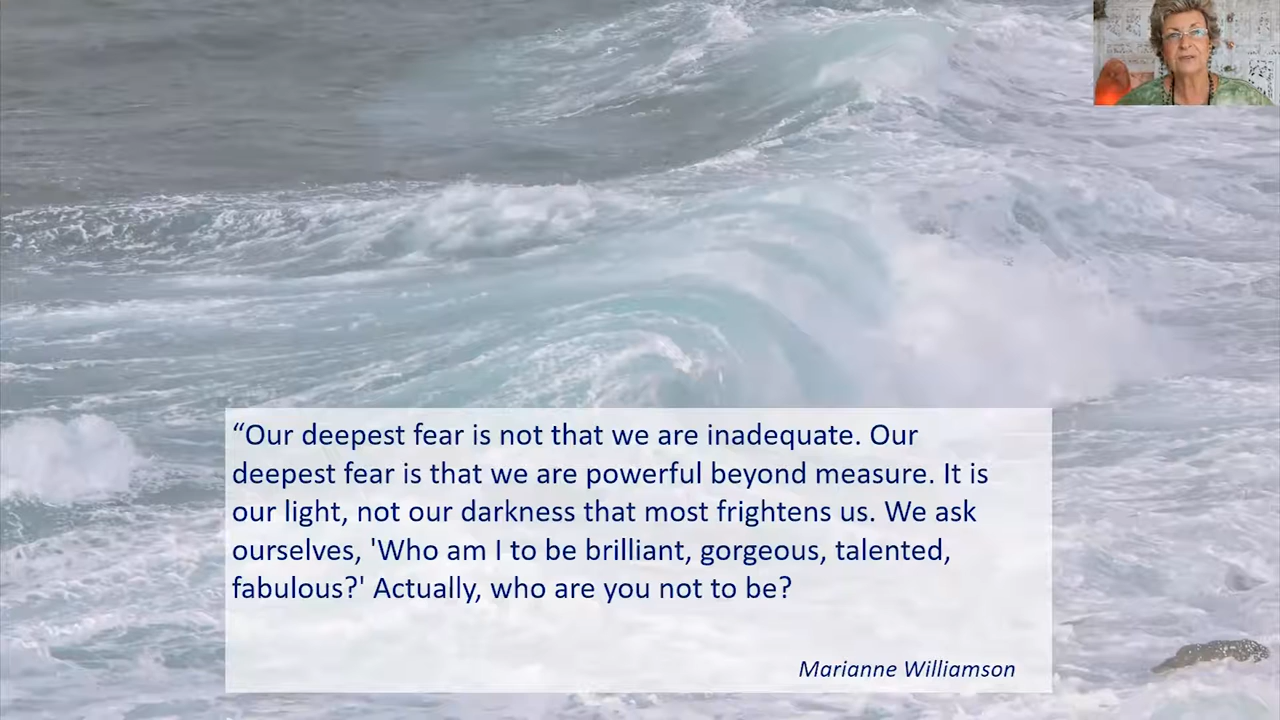 “Our deepest fear is not that we are inadequate. Our
deepest fear is that we are powerful beyond measure. It is
our light, not our darkness that most frightens us. We ask
ourselves, 'Who am I to be brilliant, gorgeous, talented,
fabulous?' Actually, who are you not to be?
Marianne Williamson